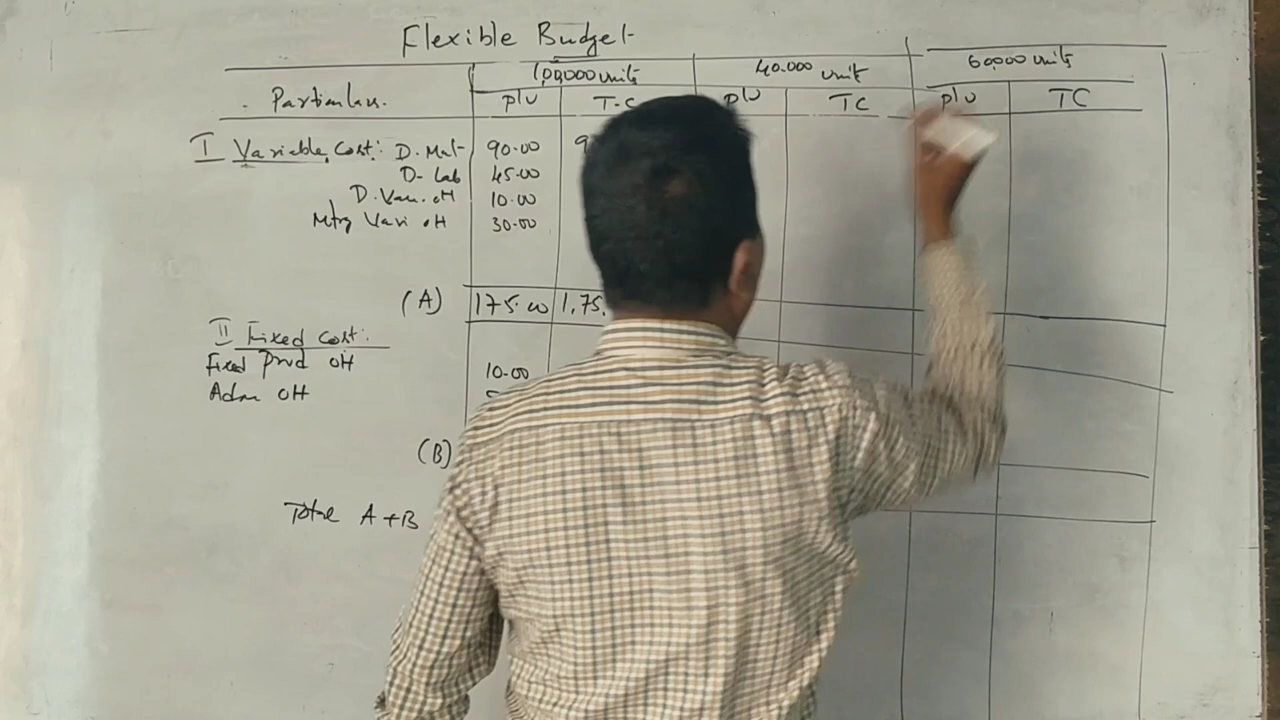 Flexible Budget
1,00,000 units 40.000 unit 60,000 units
Particulars. P/U T.C P/U TC P/U TC
I Variable Cost: D. Mat 90.00
D- Lab 45.00
D. Vari. OH 10.00
Mtrg Vari OH 30.00
(A) 175.00 1,75.
II Fixed Cost:
Fixed Prod OH 10.00
Adm OH
(B)
Total A+B